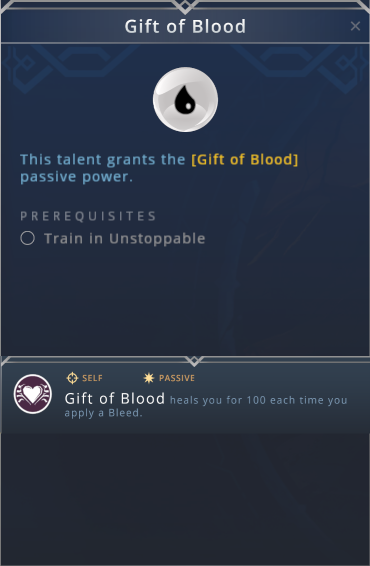 Gift of Blood
This talent grants the [Gift of Blood]
passive power.
PREREQUISITES
Train in Unstoppable
SELF PASSIVE
Gift of Blood heals you for 100 each time you
apply a Bleed.